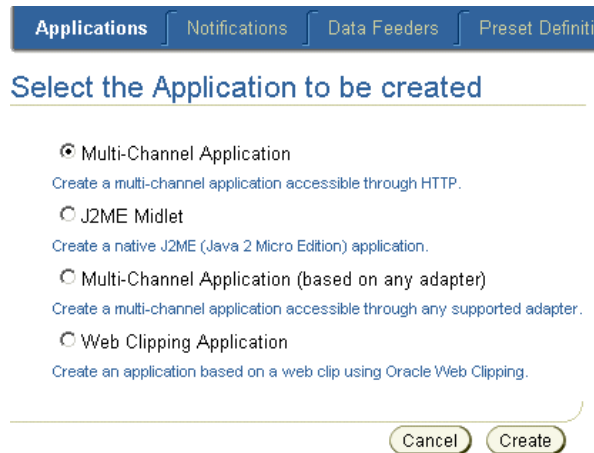 Applications Notifications Data Feeders Preset Definiti
Select the Application to be created
Multi-Channel Application
Create a multi-channel application accessible through HTTP.
J2ME Midlet
Create a native J2ME (Java 2 Micro Edition) application.
Multi-Channel Application (based on any adapter)
Create a multi-channel application accessible through any supported adapter.
Web Clipping Application
Create an application based on a web clip using Oracle Web Clipping.
Cancel Create